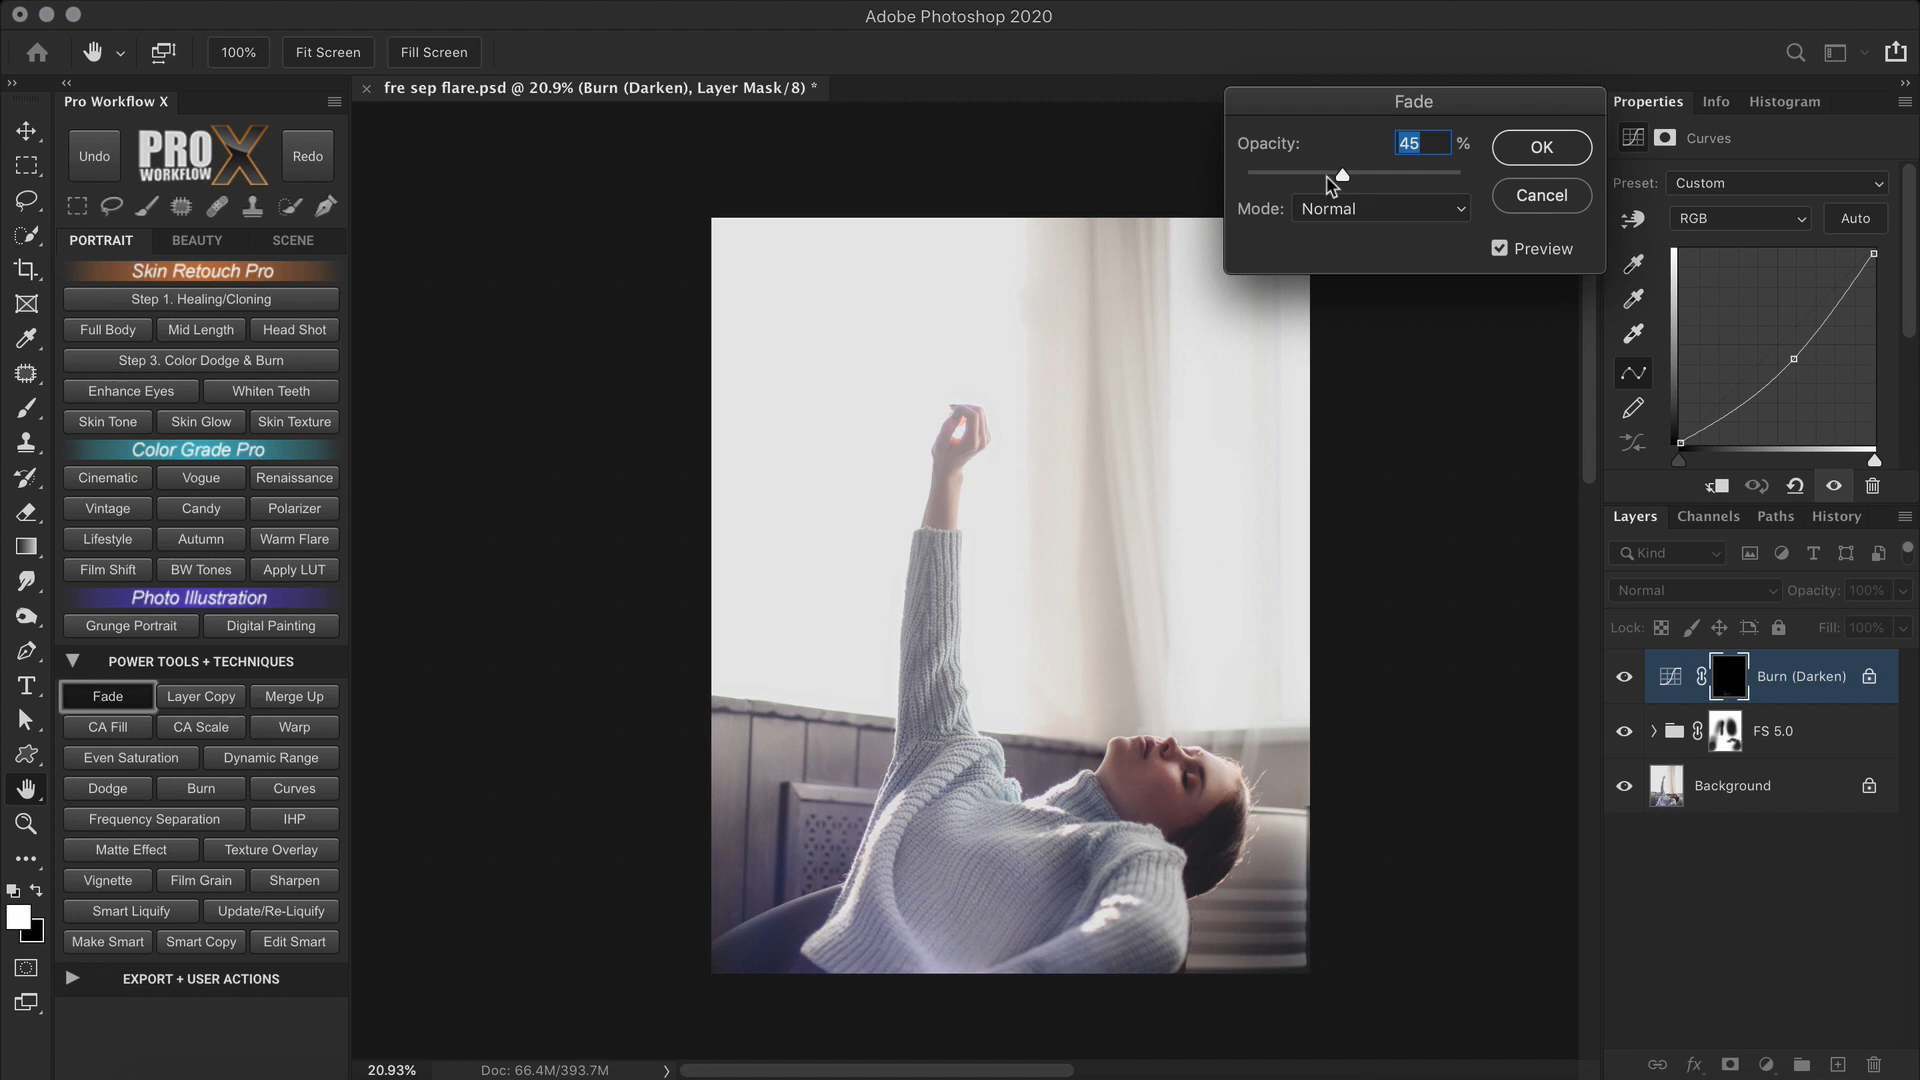 Adobe Photoshop 2020
100%
Fit Screen
Fill Screen
Pro Workflow X
fre sep flare.psd @ 20.9% (Burn (Darken), Layer Mask/8) *
Undo
PRO X
WORKFLOW
Redo
PORTRAIT
BEAUTY
SCENE
Skin Retouch Pro
Step 1. Healing/Cloning
Full Body
Mid Length
Head Shot
Step 3. Color Dodge & Burn
Enhance Eyes
Whiten Teeth
Skin Tone
Skin Glow
Skin Texture
Color Grade Pro
Cinematic
Vogue
Renaissance
Vintage
Candy
Polarizer
Lifestyle
Autumn
Warm Flare
Film Shift
BW Tones
Apply LUT
Photo Illustration
Grunge Portrait
Digital Painting
POWER TOOLS + TECHNIQUES
Fade
Layer Copy
Merge Up
CA Fill
CA Scale
Warp
Even Saturation
Dynamic Range
Dodge
Burn
Curves
Frequency Separation
IHP
Matte Effect
Texture Overlay
Vignette
Film Grain
Sharpen
Smart Liquify
Update/Re-Liquify
Make Smart
Smart Copy
Edit Smart
EXPORT + USER ACTIONS
20.93%
Doc: 66.4M/393.7M
Fade
Opacity:
45
%
OK
Cancel
Mode:
Normal
Preview
Properties
Info
Histogram
Curves
Preset:
Custom
RGB
Auto
Layers
Channels
Paths
History
Kind
Normal
Opacity:
100%
Lock:
Fill:
100%
Burn (Darken)
FS 5.0
Background